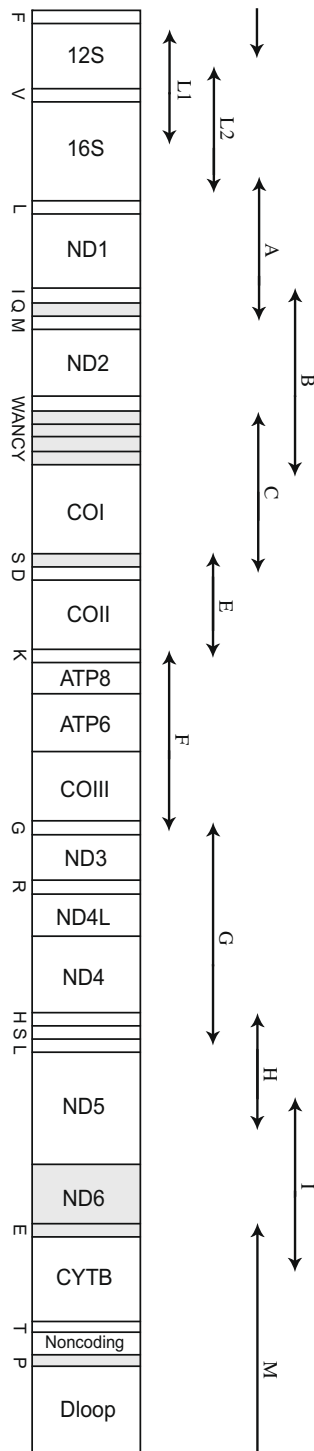 F
12S
V
16S
L
ND1
I
Q
M
ND2
WANCY
COI
S
D
COII
K
ATP8
ATP6
COIII
G
ND3
R
ND4L
ND4
H
S
L
ND5
ND6
E
CYTB
T
Noncoding
P
Dloop
L1
L2
A
B
C
E
F
G
H
I
M